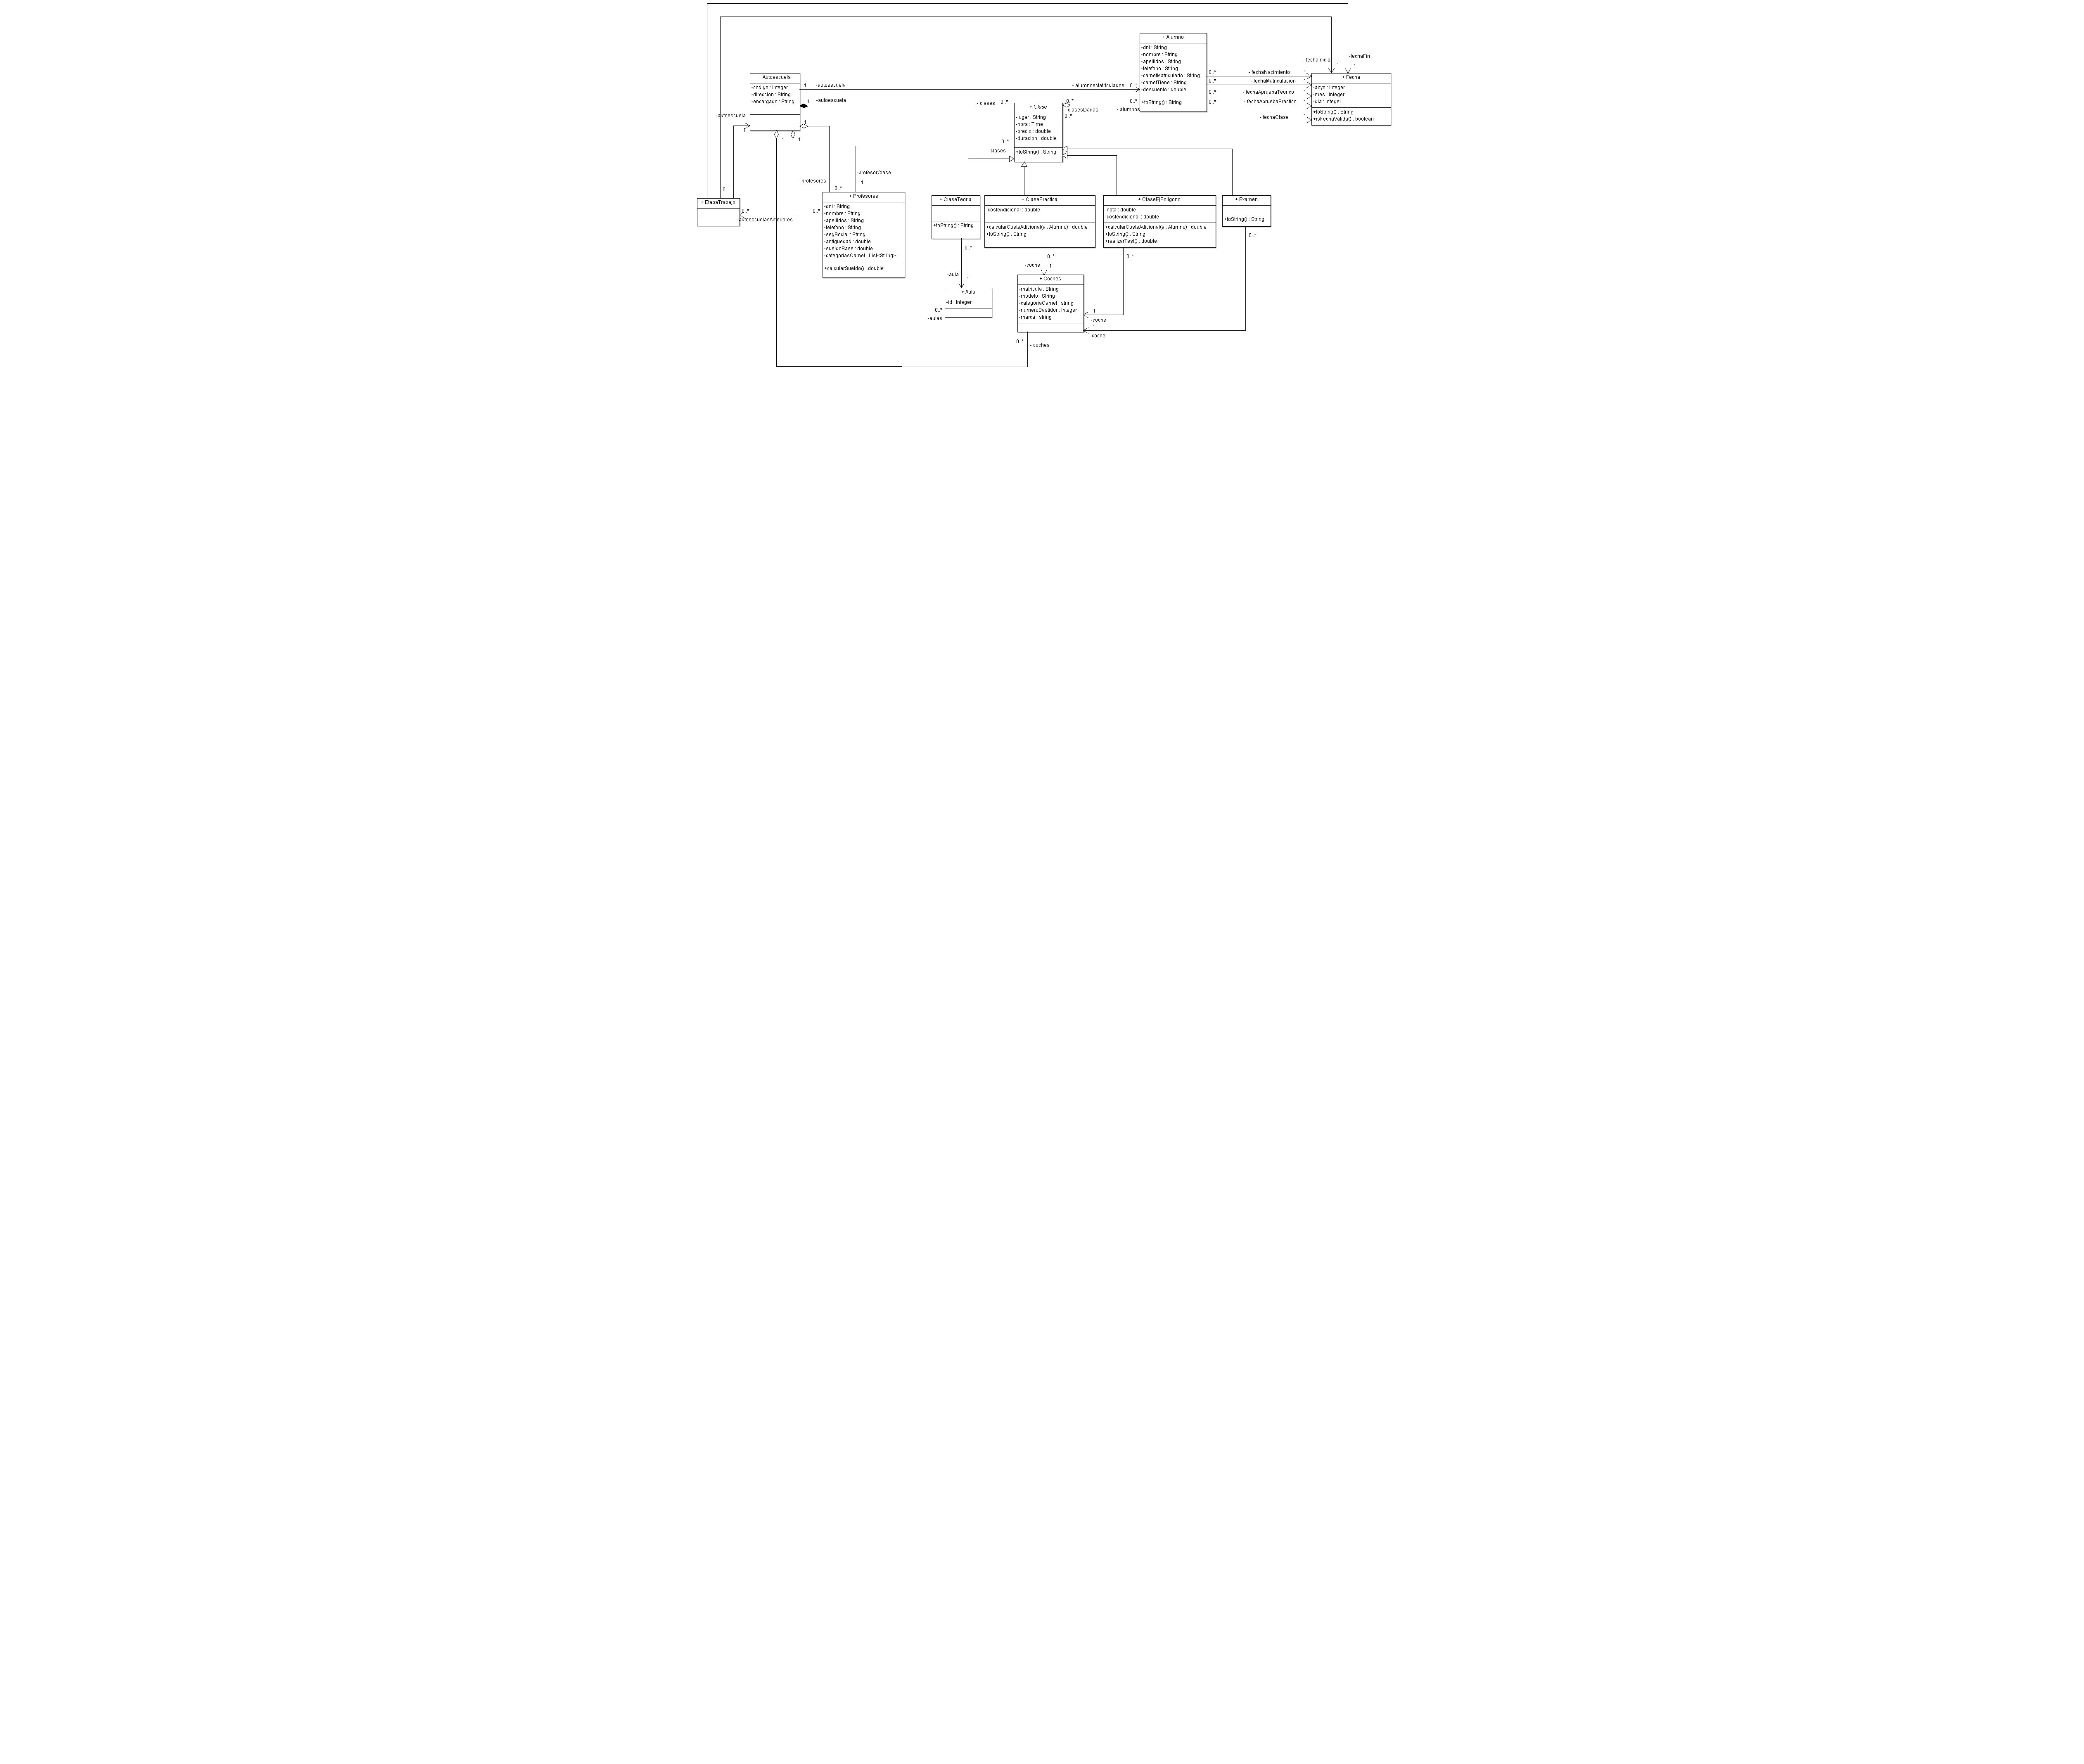 -fechaFin
1
-fechaInicio
1
+ Alumno
-dni : String
-nombre : String
-apellidos : String
-telefono : String
-carnetMatriculado : String
-carnetTiene : String
-descuento : double
+toString() : String
0..*
- fechaNacimiento
1
0..*
- fechaMatriculacion
1
0..*
- fechaApruebaTeorico
1
0..*
- fechaApruebaPractico
1
+ Fecha
-anyo : Integer
-mes : Integer
-dia : Integer
+toString() : String
+isFechaValida() : boolean
+ Autoescuela
-codigo : Integer
-direccion : String
-encargado : String
1
-autoescuela
- alumnosMatriculados
0..*
1
-autoescuela
- clases
0..*
+ Clase
-lugar : String
-hora : Time
-precio : double
-duracion : double
+toString() : String
0..*
-clasesDadas
0..*
- alumnos
0..*
- fechaClase
1
-autoescuela
1
0..*
1
- profesores
0..*
1
1
0..*
- clases
-profesorClase
1
+ EtapaTrabajo
0..*
-autoescuelasAnteriores
0..*
+ Profesores
-dni : String
-nombre : String
-apellidos : String
-telefono : String
-segSocial : String
-antiguedad : double
-sueldoBase : double
-categoriasCarnet : List<String>
+calcularSueldo() : double
+ ClaseTeoria
+toString() : String
+ ClasePractica
-costeAdicional : double
+calcularCosteAdicional(a : Alumno) : double
+toString() : String
+ ClaseEjPoligono
-nota : double
-costeAdicional : double
+calcularCosteAdicional(a : Alumno) : double
+toString() : String
+realizarTest() : double
+ Examen
+toString() : String
0..*
0..*
-aula
1
0..*
-coche
1
0..*
+ Aula
-id : Integer
0..*
-aulas
+ Coches
-matricula : String
-modelo : String
-categoriaCarnet : string
-numeroBastidor : Integer
-marca : string
1
-coche
1
-coche
0..*
- coches